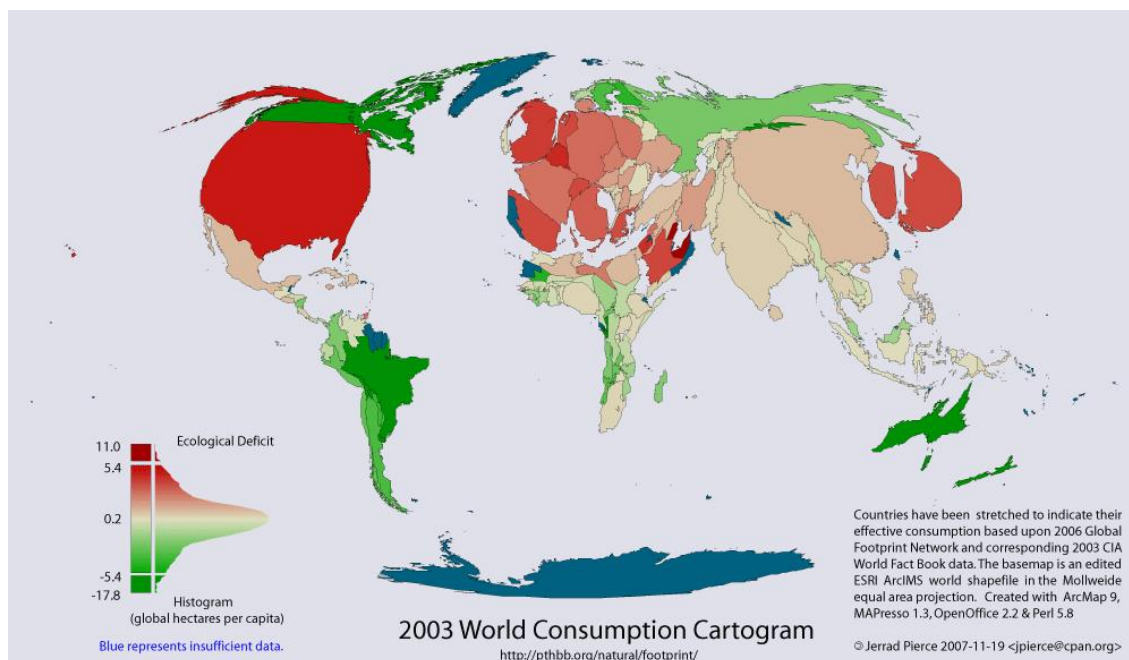 Ecological Deficit
11.0
5.4
0.2
-5.4
-17.8
Histogram
(global hectares per capita)
Blue represents insufficient data.
2003 World Consumption Cartogram
http://pthbb.org/natural/footprint/
Countries have been stretched to indicate their
effective consumption based upon 2006 Global
Footprint Network and corresponding 2003 CIA
World Fact Book data. The basemap is an edited
ESRI ArcIMS world shapefile in the Mollweide
equal area projection. Created with ArcMap 9,
MAPresso 1.3, OpenOffice 2.2 & Perl 5.8
© Jerrad Pierce 2007-11-19 <jpierce@cpan.org>